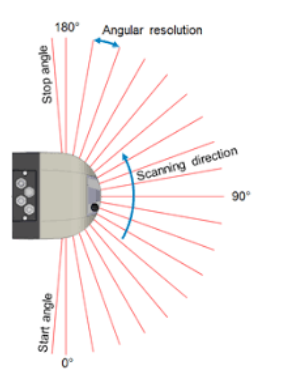 180°
Angular resolution
Stop angle
Scanning direction
90°
Start angle
0°